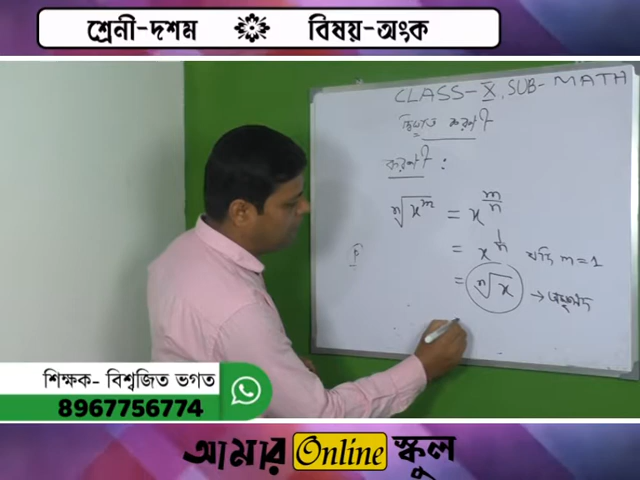 শ্রেনী-দশম বিষয়-অংক
CLASS-X, SUB-MATH
দ্বিঘাত করণী
করণী :
ⁿ√xᵐ = x^(m/n)
= x^(1/n) যদি m=1
= ⁿ√x →
শিক্ষক- বিশ্বজিত ভগত
8967756774
আমার Online স্কুল